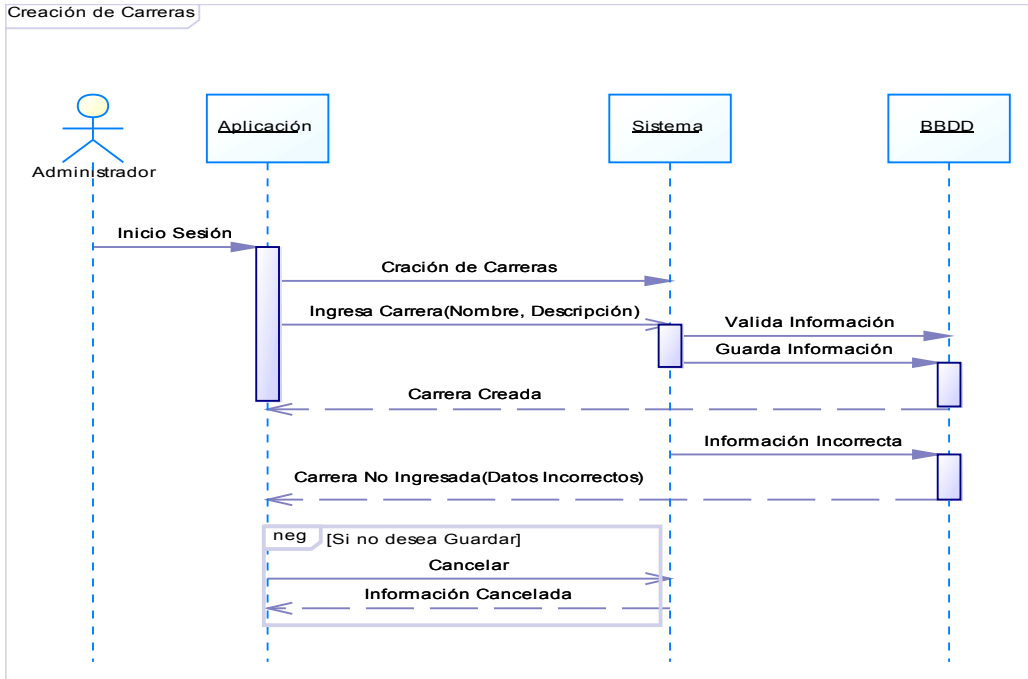 Creación de Carreras
Aplicación
Sistema
BBDD
Administrador
Inicio Sesión
Cración de Carreras
Ingresa Carrera(Nombre, Descripción)
Valida Información
Guarda Información
Carrera Creada
Información Incorrecta
Carrera No Ingresada(Datos Incorrectos)
neg
[Si no desea Guardar]
Cancelar
Información Cancelada